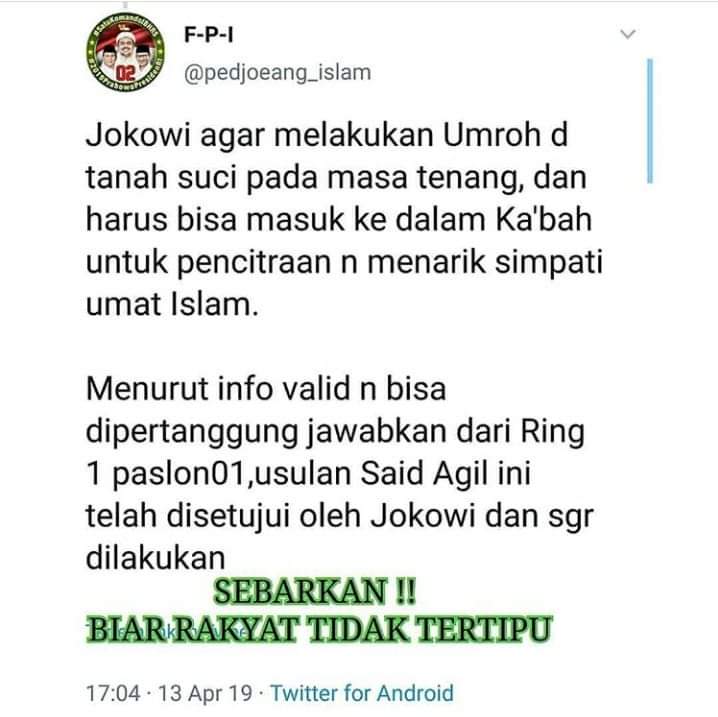 F-P-I
@pedjoeang_islam
Jokowi agar melakukan Umroh d
tanah suci pada masa tenang, dan
harus bisa masuk ke dalam Ka'bah
untuk pencitraan n menarik simpati
umat Islam.
Menurut info valid n bisa
dipertanggung jawabkan dari Ring
1 paslon01,usulan Said Agil ini
telah disetujui oleh Jokowi dan sgr
dilakukan
SEBARKAN !!
BIAR RAKYAT TIDAK TERTIPU
17:04 · 13 Apr 19 · Twitter for Android
02